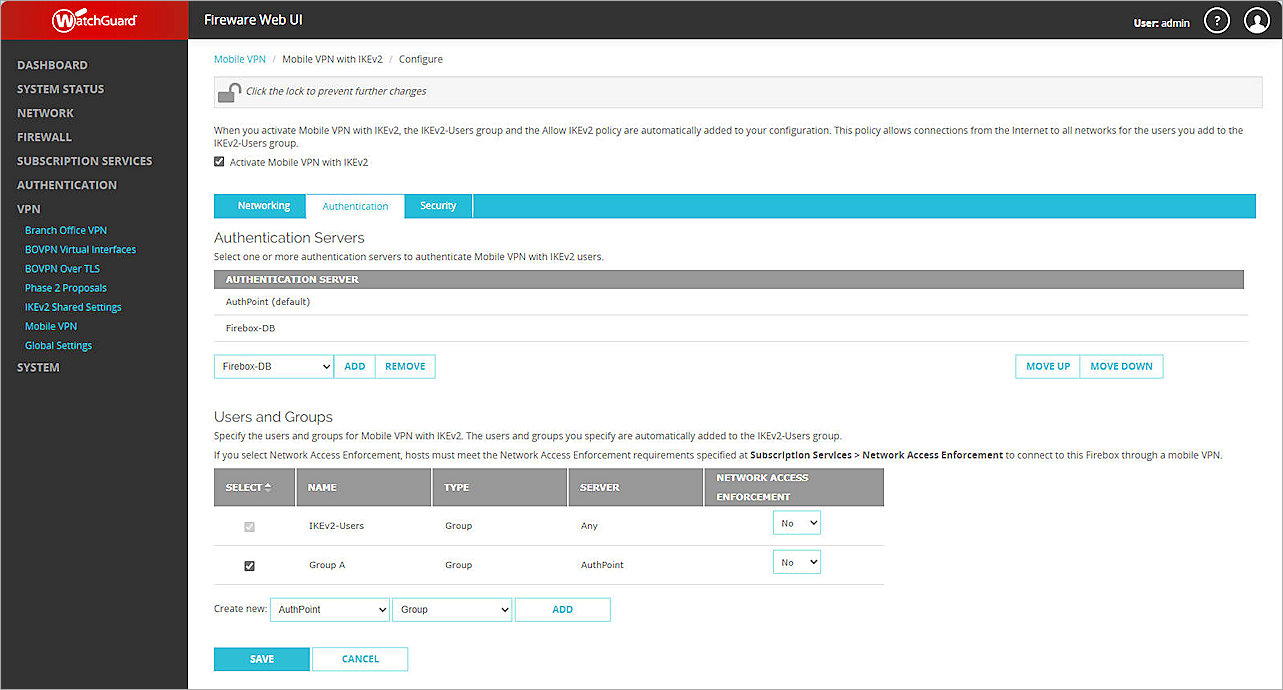 WatchGuard
Fireware Web UI
User: admin
?
DASHBOARD
SYSTEM STATUS
NETWORK
FIREWALL
SUBSCRIPTION SERVICES
AUTHENTICATION
VPN
Branch Office VPN
BOVPN Virtual Interfaces
BOVPN Over TLS
Phase 2 Proposals
IKEv2 Shared Settings
Mobile VPN
Global Settings
SYSTEM
Mobile VPN / Mobile VPN with IKEv2 / Configure
Click the lock to prevent further changes
When you activate Mobile VPN with IKEv2, the IKEv2-Users group and the Allow IKEv2 policy are automatically added to your configuration. This policy allows connections from the Internet to all networks for the users you add to the
IKEv2-Users group.
Activate Mobile VPN with IKEv2
Networking Authentication Security
Authentication Servers
Select one or more authentication servers to authenticate Mobile VPN with IKEv2 users.
AUTHENTICATION SERVER
AuthPoint (default)
Firebox-DB
Firebox-DB ADD REMOVE MOVE UP MOVE DOWN
Users and Groups
Specify the users and groups for Mobile VPN with IKEv2. The users and groups you specify are automatically added to the IKEv2-Users group.
If you select Network Access Enforcement, hosts must meet the Network Access Enforcement requirements specified at Subscription Services > Network Access Enforcement to connect to this Firebox through a mobile VPN.
SELECT NAME TYPE SERVER NETWORK ACCESS
ENFORCEMENT
IKEv2-Users Group Any No
Group A Group AuthPoint No
Create new: AuthPoint Group ADD
SAVE CANCEL